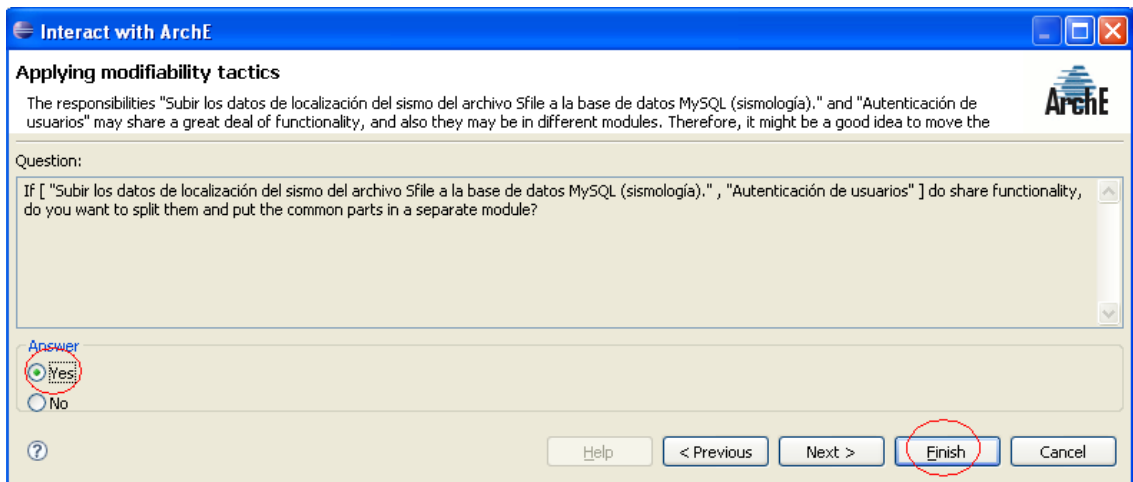 Interact with ArchE
Applying modifiability tactics
The responsibilities "Subir los datos de localización del sismo del archivo Sfile a la base de datos MySQL (sismología)." and "Autenticación de
usuarios" may share a great deal of functionality, and also they may be in different modules. Therefore, it might be a good idea to move the
ArchE
Question:
If [ "Subir los datos de localización del sismo del archivo Sfile a la base de datos MySQL (sismología)." , "Autenticación de usuarios" ] do share functionality,
do you want to split them and put the common parts in a separate module?
Answer
Yes
No
? Help < Previous Next > Finish Cancel